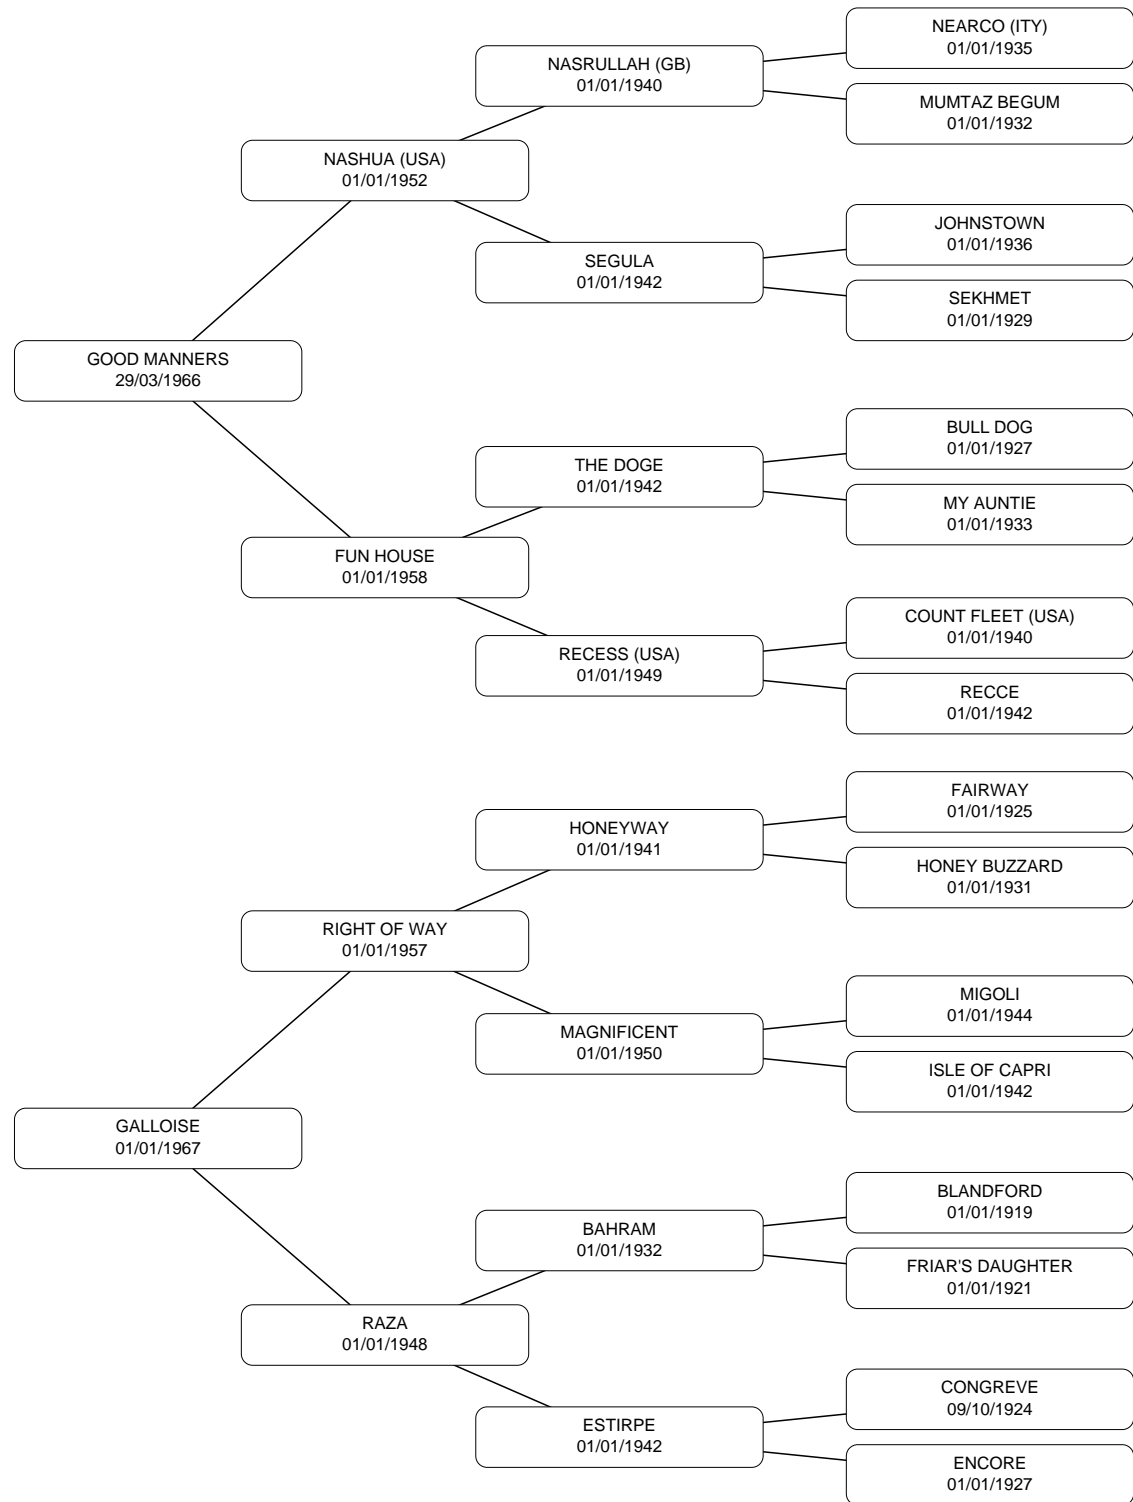 NEARCO (ITY)
01/01/1935
NASRULLAH (GB)
01/01/1940
MUMTAZ BEGUM
01/01/1932
NASHUA (USA)
01/01/1952
JOHNSTOWN
01/01/1936
SEGULA
01/01/1942
SEKHMET
01/01/1929
GOOD MANNERS
29/03/1966
BULL DOG
01/01/1927
THE DOGE
01/01/1942
MY AUNTIE
01/01/1933
FUN HOUSE
01/01/1958
COUNT FLEET (USA)
01/01/1940
RECESS (USA)
01/01/1949
RECCE
01/01/1942
FAIRWAY
01/01/1925
HONEYWAY
01/01/1941
HONEY BUZZARD
01/01/1931
RIGHT OF WAY
01/01/1957
MIGOLI
01/01/1944
MAGNIFICENT
01/01/1950
ISLE OF CAPRI
01/01/1942
GALLOISE
01/01/1967
BLANDFORD
01/01/1919
BAHRAM
01/01/1932
FRIAR'S DAUGHTER
01/01/1921
RAZA
01/01/1948
CONGREVE
09/10/1924
ESTIRPE
01/01/1942
ENCORE
01/01/1927